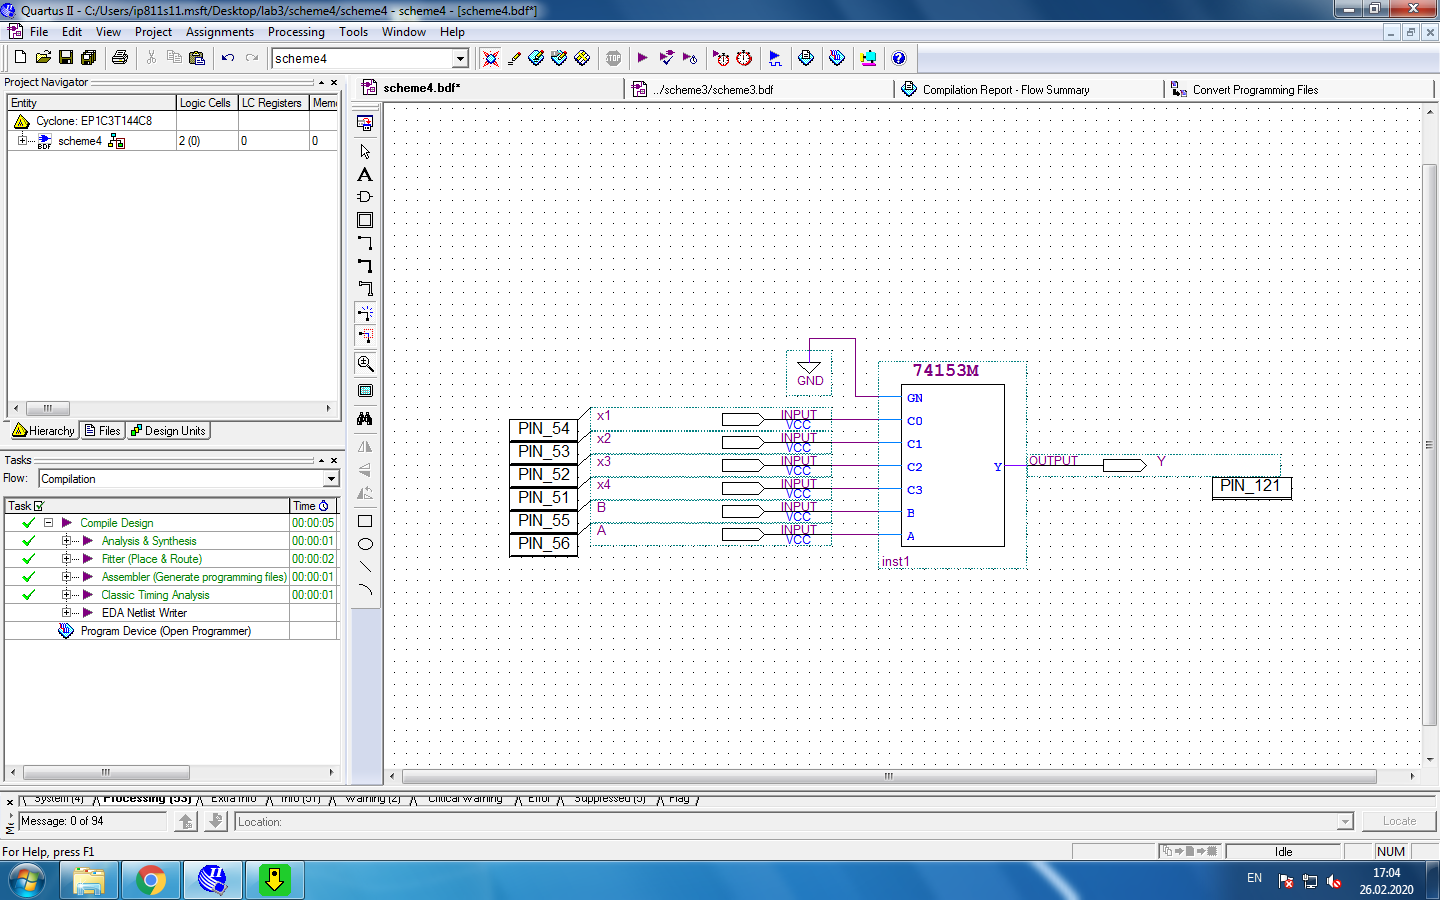 Quartus II - C:/Users/ip811s11.msft/Desktop/lab3/scheme4/scheme4 - scheme4 - [scheme4.bdf*]
File Edit View Project Assignments Processing Tools Window Help
scheme4
STOP
Project Navigator
Entity Logic Cells LC Registers Mem
Cyclone: EP1C3T144C8
scheme4 2 (0) 0 0
BDF
Hierarchy Files Design Units
Tasks
Flow: Compilation
Task Time
Compile Design 00:00:05
Analysis & Synthesis 00:00:01
Fitter (Place & Route) 00:00:02
Assembler (Generate programming files) 00:00:01
Classic Timing Analysis 00:00:01
EDA Netlist Writer
Program Device (Open Programmer)
scheme4.bdf* ../scheme3/scheme3.bdf Compilation Report - Flow Summary Convert Programming Files
A
GND
74153M
GN
x1 INPUT VCC C0
PIN_54
x2 INPUT VCC C1
PIN_53
x3 INPUT VCC C2
PIN_52
x4 INPUT VCC C3
PIN_51
B INPUT VCC B
PIN_55
A INPUT VCC A
PIN_56
Y OUTPUT Y
PIN_121
inst1
System (4) Processing (53) Extra Info Info (51) Warning (2) Critical Warning Error Suppressed (5) Flag
Message: 0 of 94 Location: Locate
For Help, press F1 Idle NUM
EN 17:04
26.02.2020